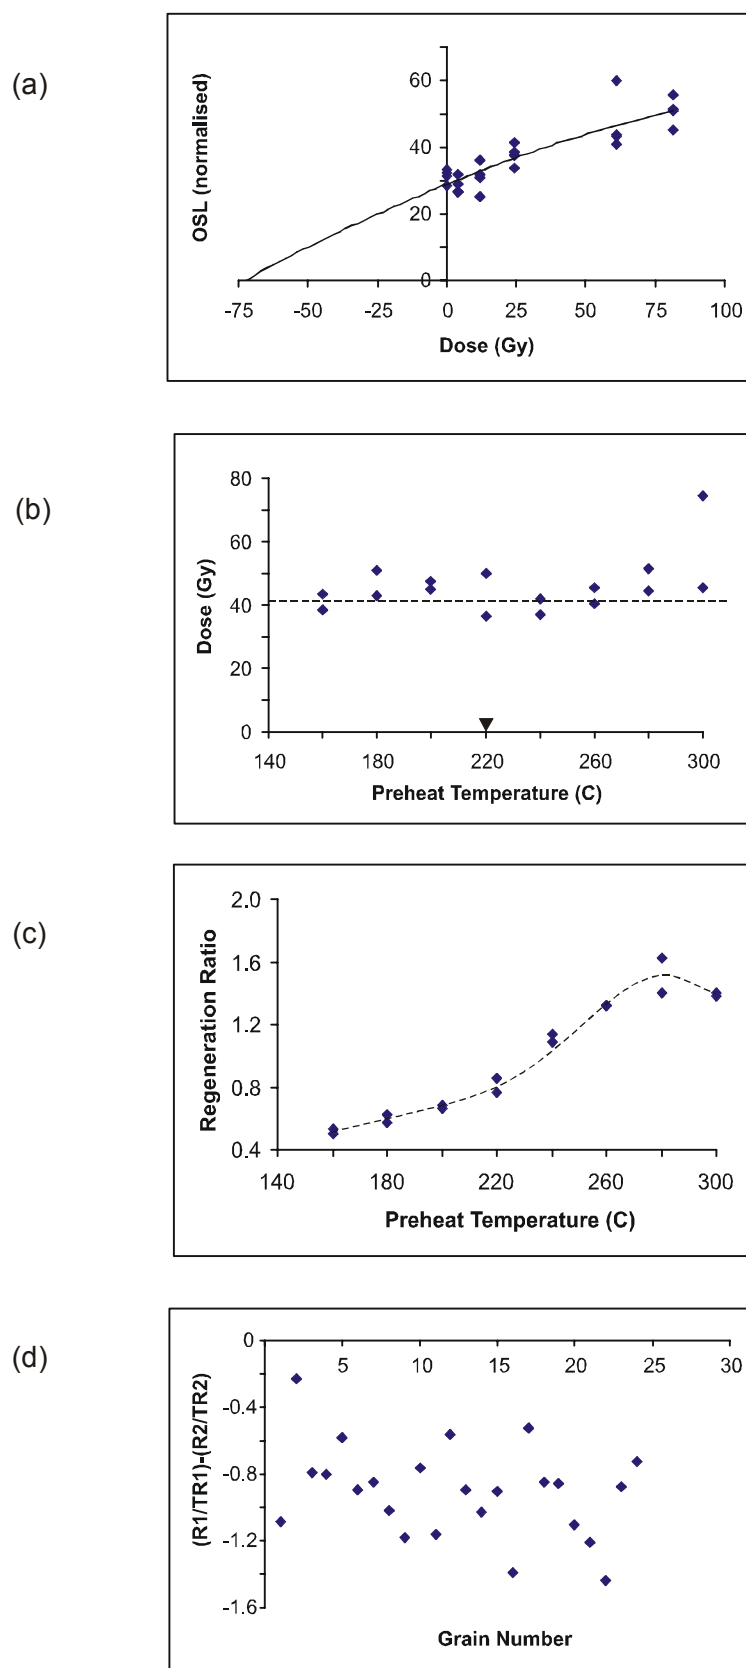 (a)
OSL (normalised)
60
40
20
0
-75 -50 -25 0 25 50 75 100
Dose (Gy)
(b)
Dose (Gy)
80
60
40
20
0
140 180 220 260 300
Preheat Temperature (C)
(c)
Regeneration Ratio
2.0
1.6
1.2
0.8
0.4
140 180 220 260 300
Preheat Temperature (C)
(d)
(R1/TR1)-(R2/TR2)
0
5 10 15 20 25 30
-0.4
-0.8
-1.2
-1.6
Grain Number